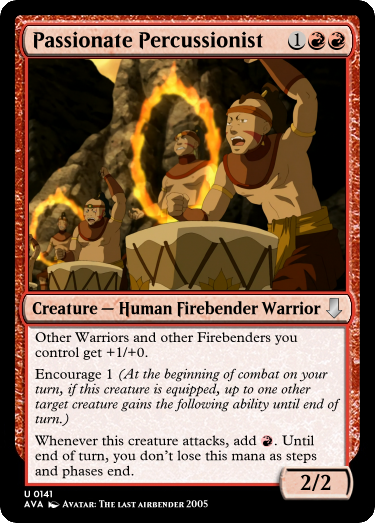 Passionate Percussionist 1
Creature — Human Firebender Warrior
Other Warriors and other Firebenders you
control get +1/+0.
Encourage 1 (At the beginning of combat on your
turn, if this creature is equipped, up to one other
target creature gains the following ability until end of
turn.)
Whenever this creature attacks, add . Until
end of turn, you don't lose this mana as steps
and phases end.
2/2
U 0141
AVA Avatar: The last airbender 2005